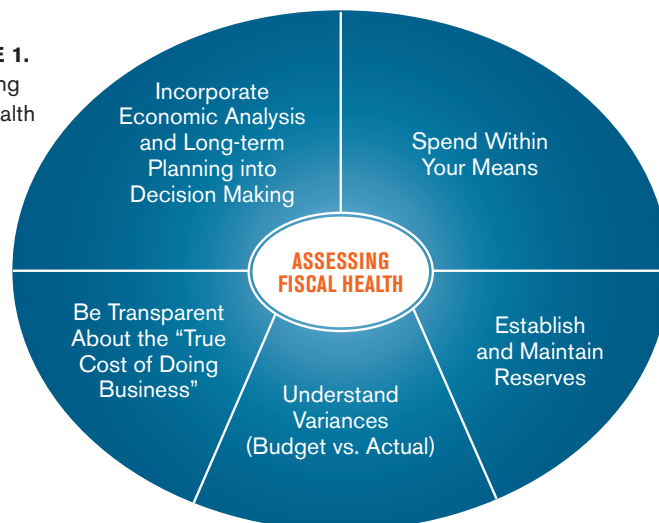 E 1.
ng
alth
Incorporate
Economic Analysis
and Long-term
Planning into
Decision Making
Spend Within
Your Means
ASSESSING
FISCAL HEALTH
Be Transparent
About the “True
Cost of Doing
Business”
Understand
Variances
(Budget vs. Actual)
Establish
and Maintain
Reserves